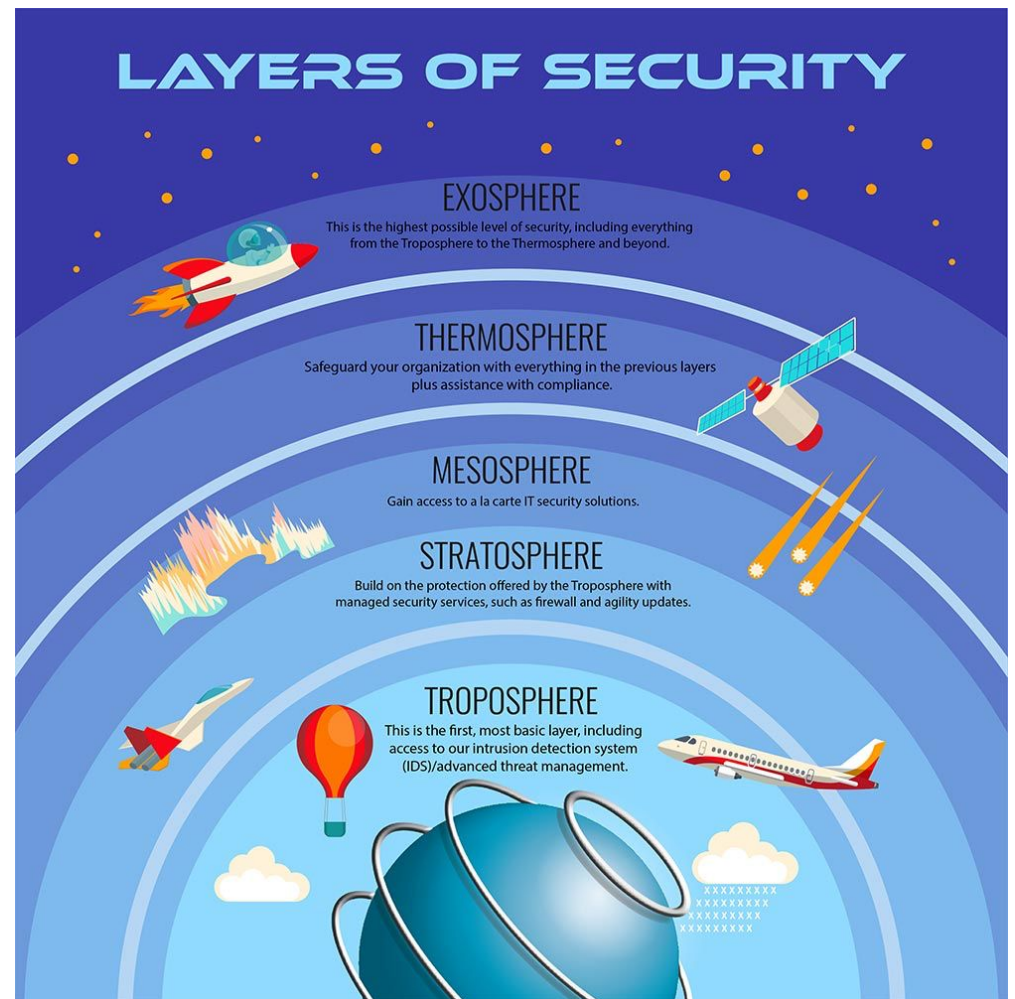 LAYERS OF SECURITY
EXOSPHERE
This is the highest possible level of security, including everything
from the Troposphere to the Thermosphere and beyond.
THERMOSPHERE
Safeguard your organization with everything in the previous layers
plus assistance with compliance.
MESOSPHERE
Gain access to a la carte IT security solutions.
STRATOSPHERE
Build on the protection offered by the Troposphere with
managed security services, such as firewall and agility updates.
TROPOSPHERE
This is the first, most basic layer, including
access to our intrusion detection system
(IDS)/advanced threat management.